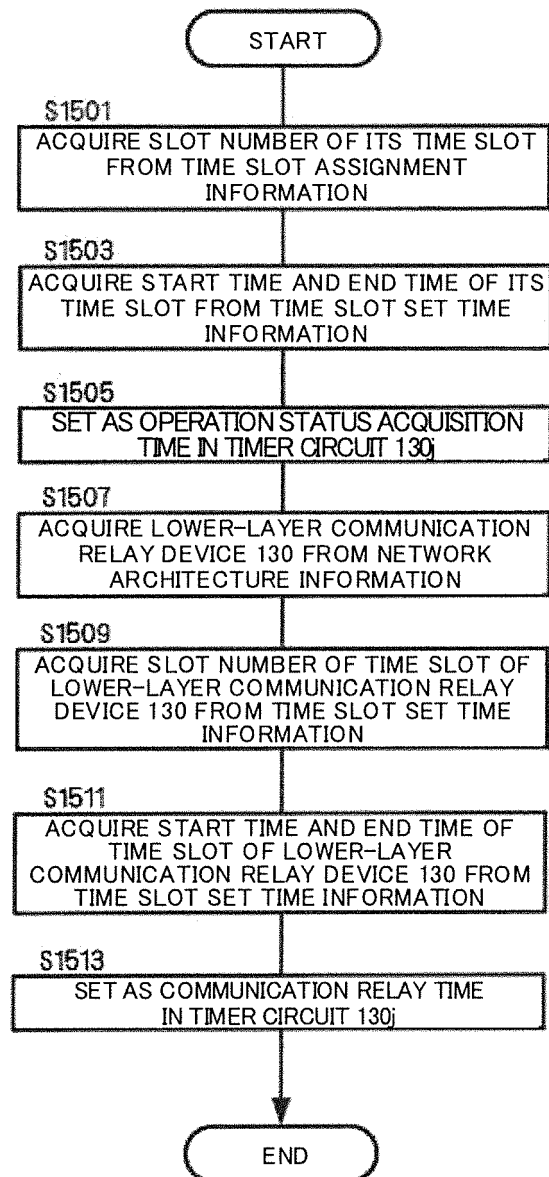 START
S1501
ACQUIRE SLOT NUMBER OF ITS TIME SLOT
FROM TIME SLOT ASSIGNMENT
INFORMATION
S1503
ACQUIRE START TIME AND END TIME OF ITS
TIME SLOT FROM TIME SLOT SET TIME
INFORMATION
S1505
SET AS OPERATION STATUS ACQUISITION
TIME IN TIMER CIRCUIT 130j
S1507
ACQUIRE LOWER-LAYER COMMUNICATION
RELAY DEVICE 130 FROM NETWORK
ARCHITECTURE INFORMATION
S1509
ACQUIRE SLOT NUMBER OF TIME SLOT OF
LOWER-LAYER COMMUNICATION RELAY
DEVICE 130 FROM TIME SLOT SET TIME
INFORMATION
S1511
ACQUIRE START TIME AND END TIME OF
TIME SLOT OF LOWER-LAYER
COMMUNICATION RELAY DEVICE 130 FROM
TIME SLOT SET TIME INFORMATION
S1513
SET AS COMMUNICATION RELAY TIME
IN TIMER CIRCUIT 130j
END